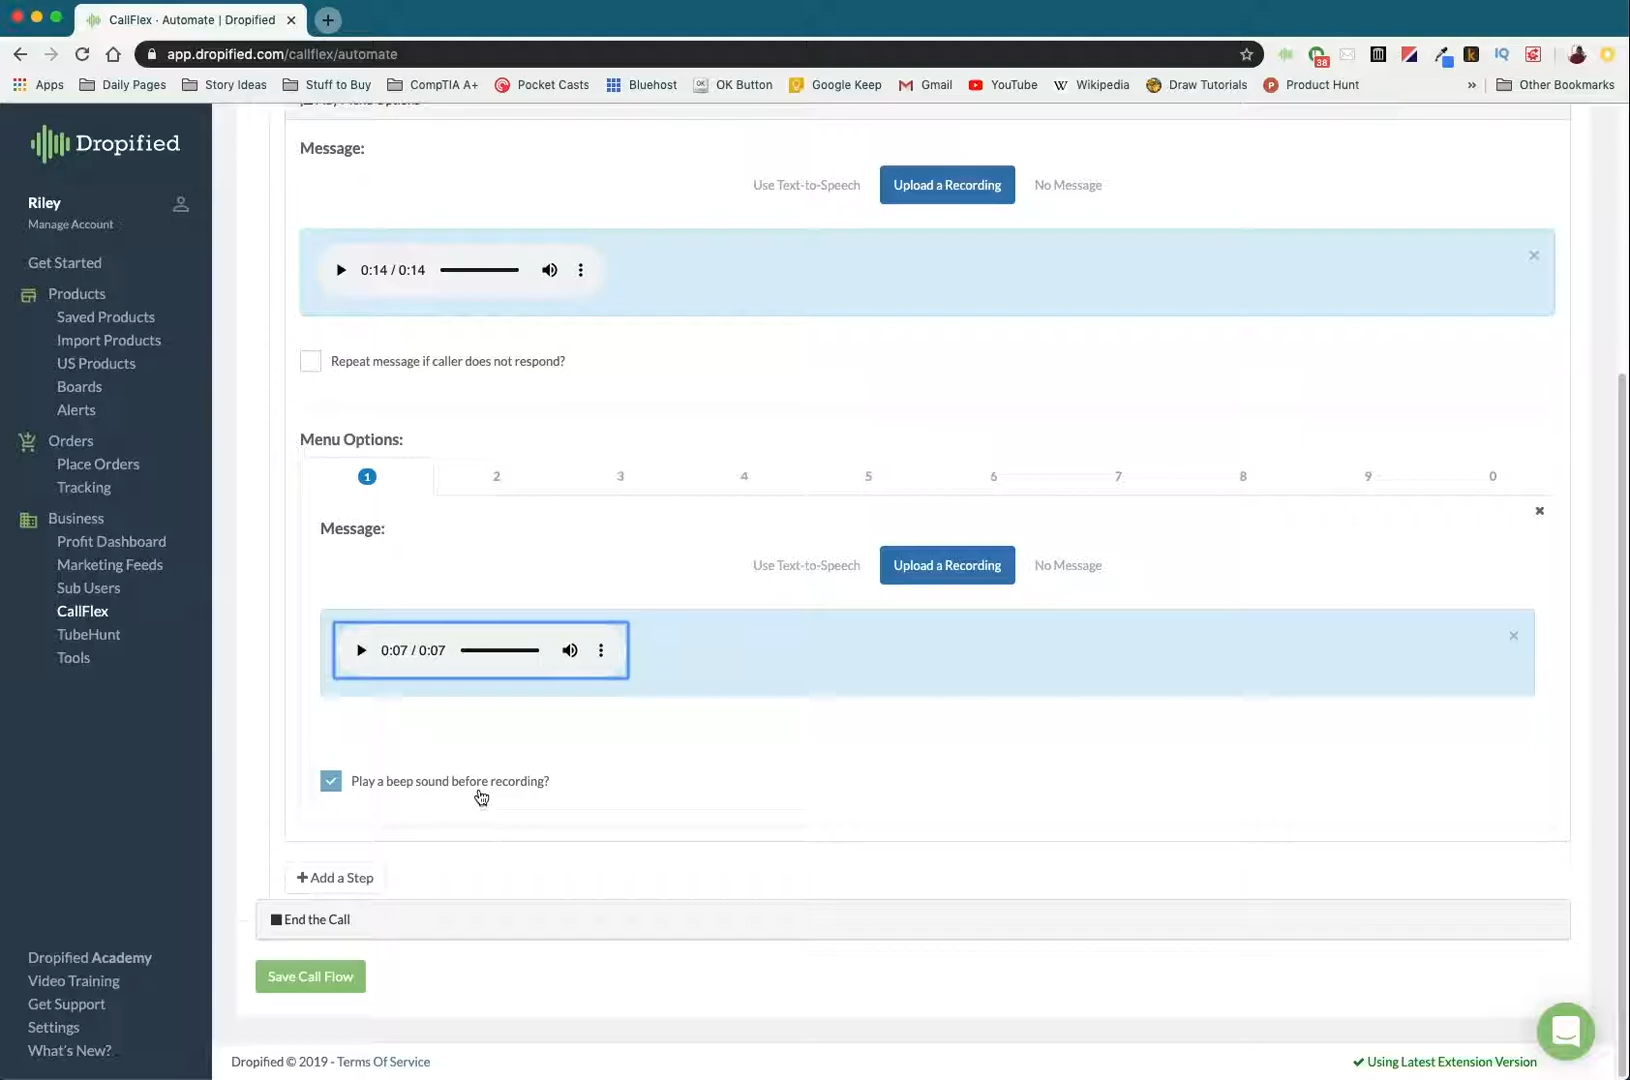 CallFlex · Automate | Dropified
app.dropified.com/callflex/automate
38
Apps Daily Pages Story Ideas Stuff to Buy CompTIA A+ Pocket Casts Bluehost OK Button Google Keep Gmail YouTube Wikipedia Draw Tutorials Product Hunt » Other Bookmarks
Dropified
Riley
Manage Account
Get Started
Products
Saved Products
Import Products
US Products
Boards
Alerts
Orders
Place Orders
Tracking
Business
Profit Dashboard
Marketing Feeds
Sub Users
CallFlex
TubeHunt
Tools
Dropified Academy
Video Training
Get Support
Settings
What's New?
Menu Options
Message:
Use Text-to-Speech Upload a Recording No Message
0:14 / 0:14
Repeat message if caller does not respond?
Menu Options:
1 2 3 4 5 6 7 8 9 0
Message:
Use Text-to-Speech Upload a Recording No Message
0:07 / 0:07
Play a beep sound before recording?
Add a Step
End the Call
Save Call Flow
Dropified © 2019 - Terms Of Service
Using Latest Extension Version